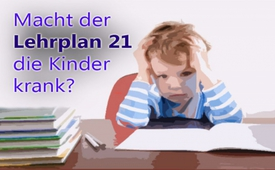 Macht der
Lehrplan 21
die Kinder
krank?